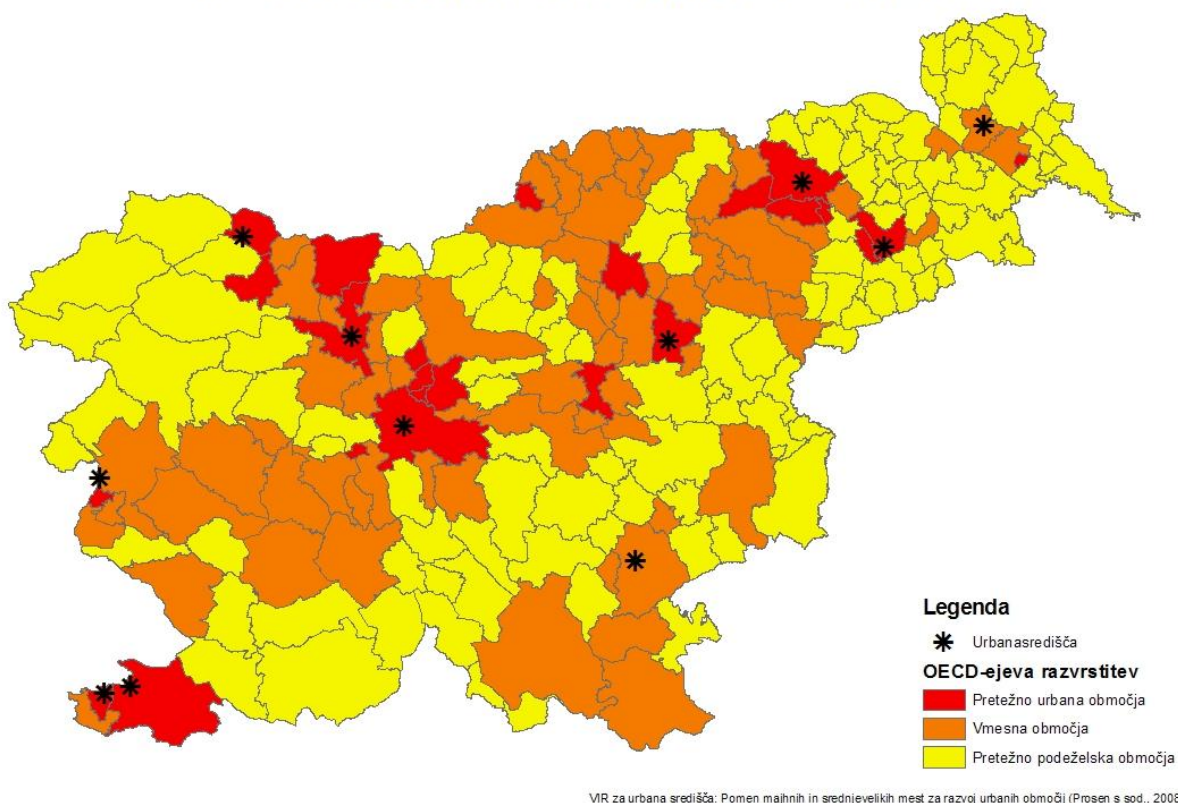 Legenda
Urbanasredišča
OECD-ejeva razvrstitev
Pretežno urbana območja
Vmesna območja
Pretežno podeželska območja
VIR za urbana središča: Pomen majhnih in srednjevelikih mest za razvoj urbanih območij (Prosen s sod., 2008